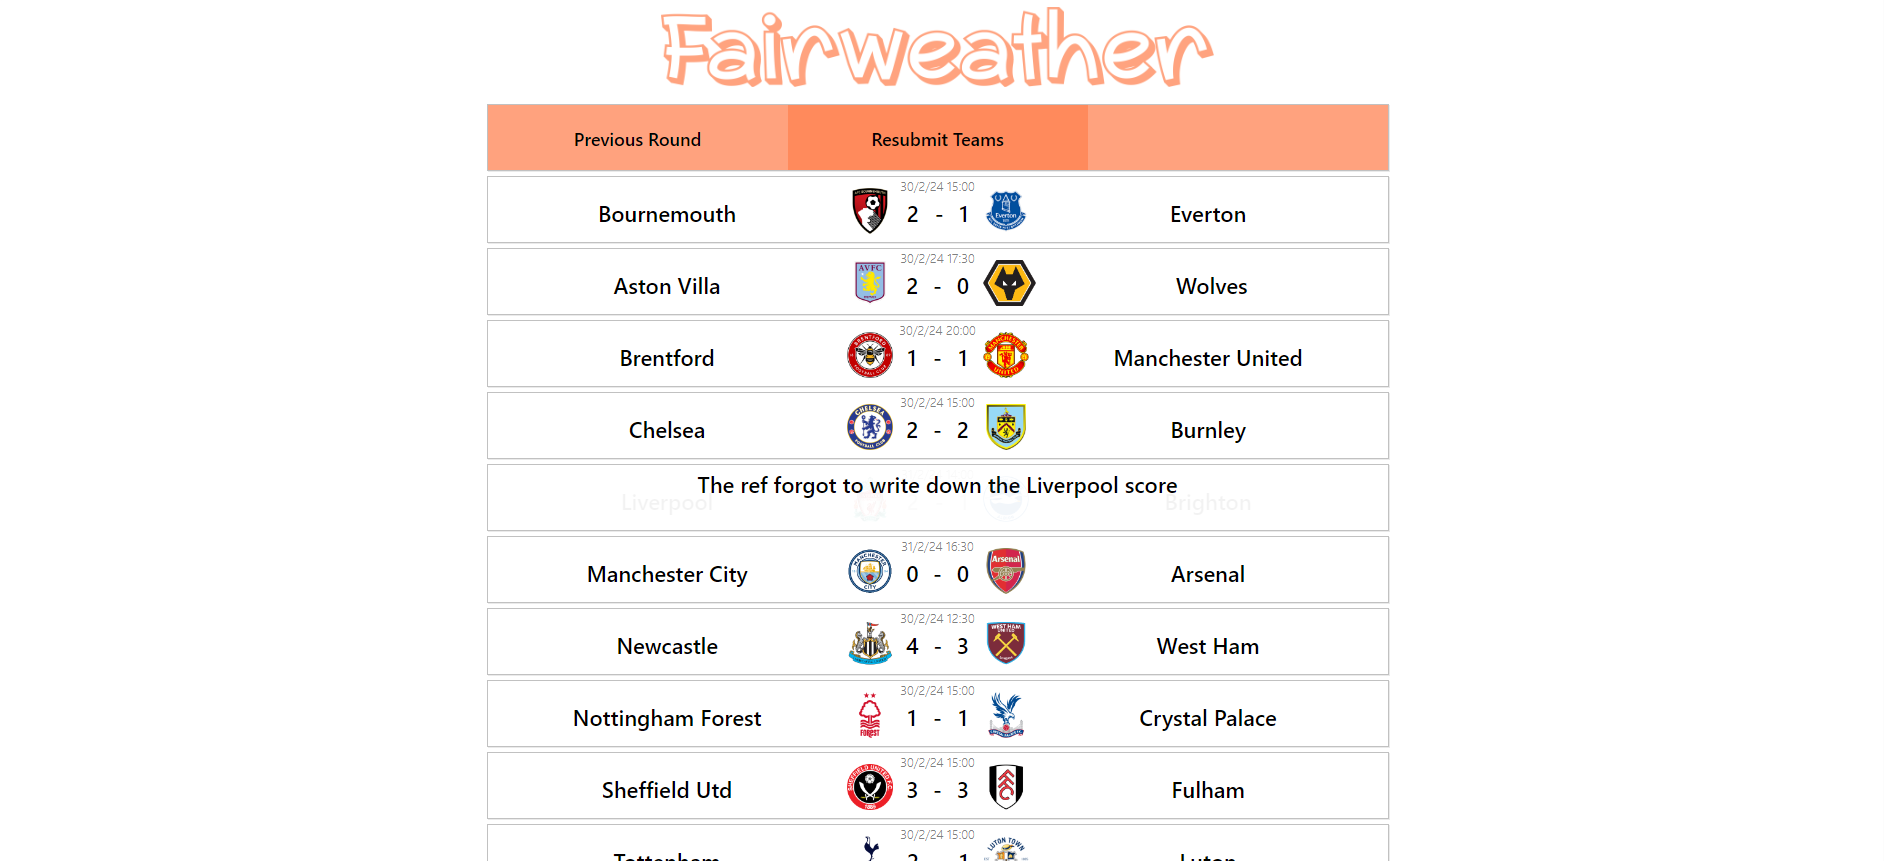 Fairweather
Previous Round Resubmit Teams
30/2/24 15:00
Bournemouth 2 - 1 Everton
30/2/24 17:30
Aston Villa 2 - 0 Wolves
30/2/24 20:00
Brentford 1 - 1 Manchester United
30/2/24 15:00
Chelsea 2 - 2 Burnley
The ref forgot to write down the Liverpool score
Liverpool Brighton
31/2/24 16:30
Manchester City 0 - 0 Arsenal
30/2/24 12:30
Newcastle 4 - 3 West Ham
30/2/24 15:00
Nottingham Forest 1 - 1 Crystal Palace
30/2/24 15:00
Sheffield Utd 3 - 3 Fulham
30/2/24 15:00
Tottenham 2 - 1 Luton